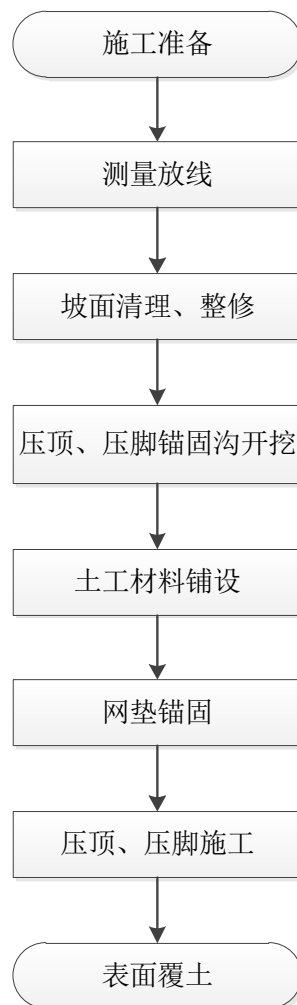 施工准备
测量放线
坡面清理、整修
压顶、压脚锚固沟开挖
土工材料铺设
网垫锚固
压顶、压脚施工
表面覆土